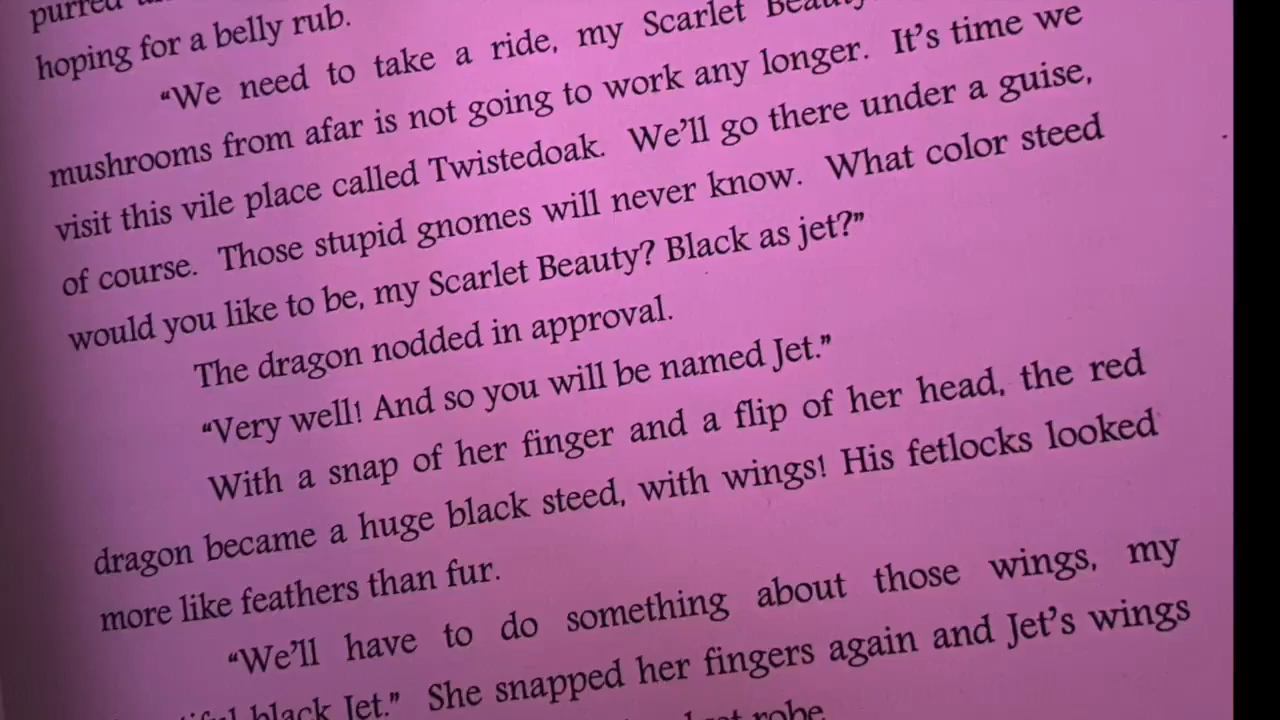 purred
hoping for a belly rub.
“We need to take a ride, my Scarlet
mushrooms from afar is not going to work any longer. It’s time we
visit this vile place called Twistedoak. We’ll go there under a guise,
of course. Those stupid gnomes will never know. What color steed
would you like to be, my Scarlet Beauty? Black as jet?”
The dragon nodded in approval.
“Very well! And so you will be named Jet.”
With a snap of her finger and a flip of her head, the red
dragon became a huge black steed, with wings! His fetlocks looked
more like feathers than fur.
“We’ll have to do something about those wings, my
black Jet.” She snapped her fingers again and Jet’s wings
robe